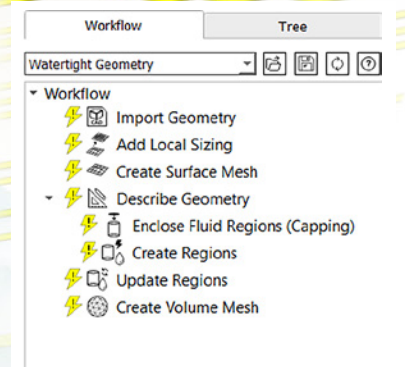 Workflow
Tree
Watertight Geometry
Workflow
Import Geometry
Add Local Sizing
Create Surface Mesh
Describe Geometry
Enclose Fluid Regions (Capping)
Create Regions
Update Regions
Create Volume Mesh